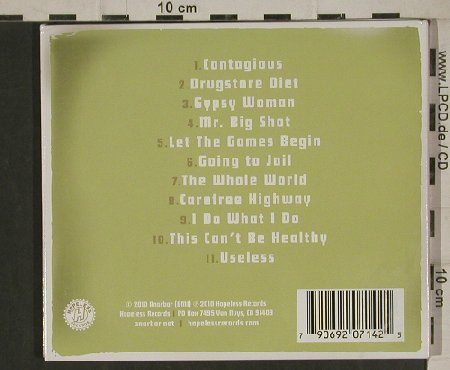 10 cm
1.Contagious
2 Drugstore Diet
3.Gypsy Woman
4.Mr. Big Shot
5.Let The Games Begin
6.Going to Jail
7.The Whole World
8.Carefree Highway
9.I Do What I Do
10.This Can't Be Healthy
11.Useless
© 2010 Anarbor ℗ 2010 Hopeless Records
Hopeless Records | PO Box 7495 Van Nuys, CA 91409
anarbor.net | hopelessrecords.com
7 90692 07142 5
www.LPCD.de / CD
10 cm